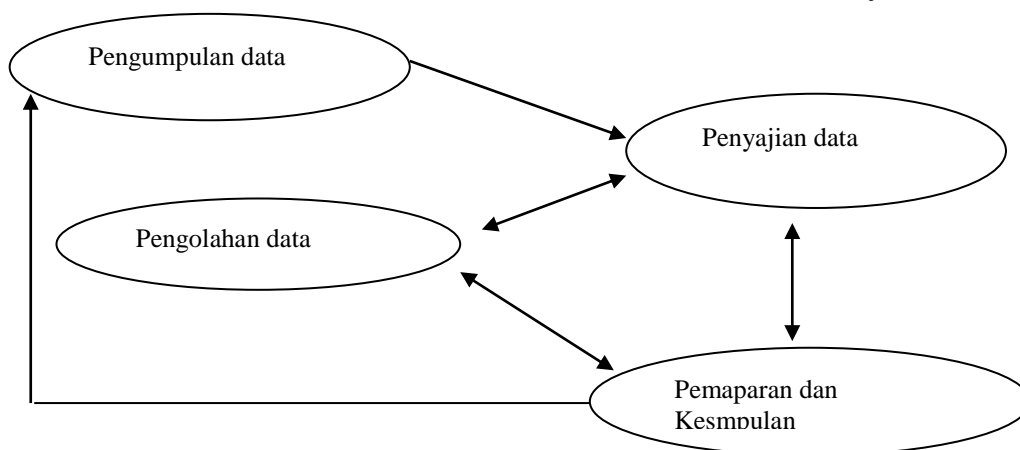 Pengumpulan data
Penyajian data
Pengolahan data
Pemaparan dan
Kesmpulan